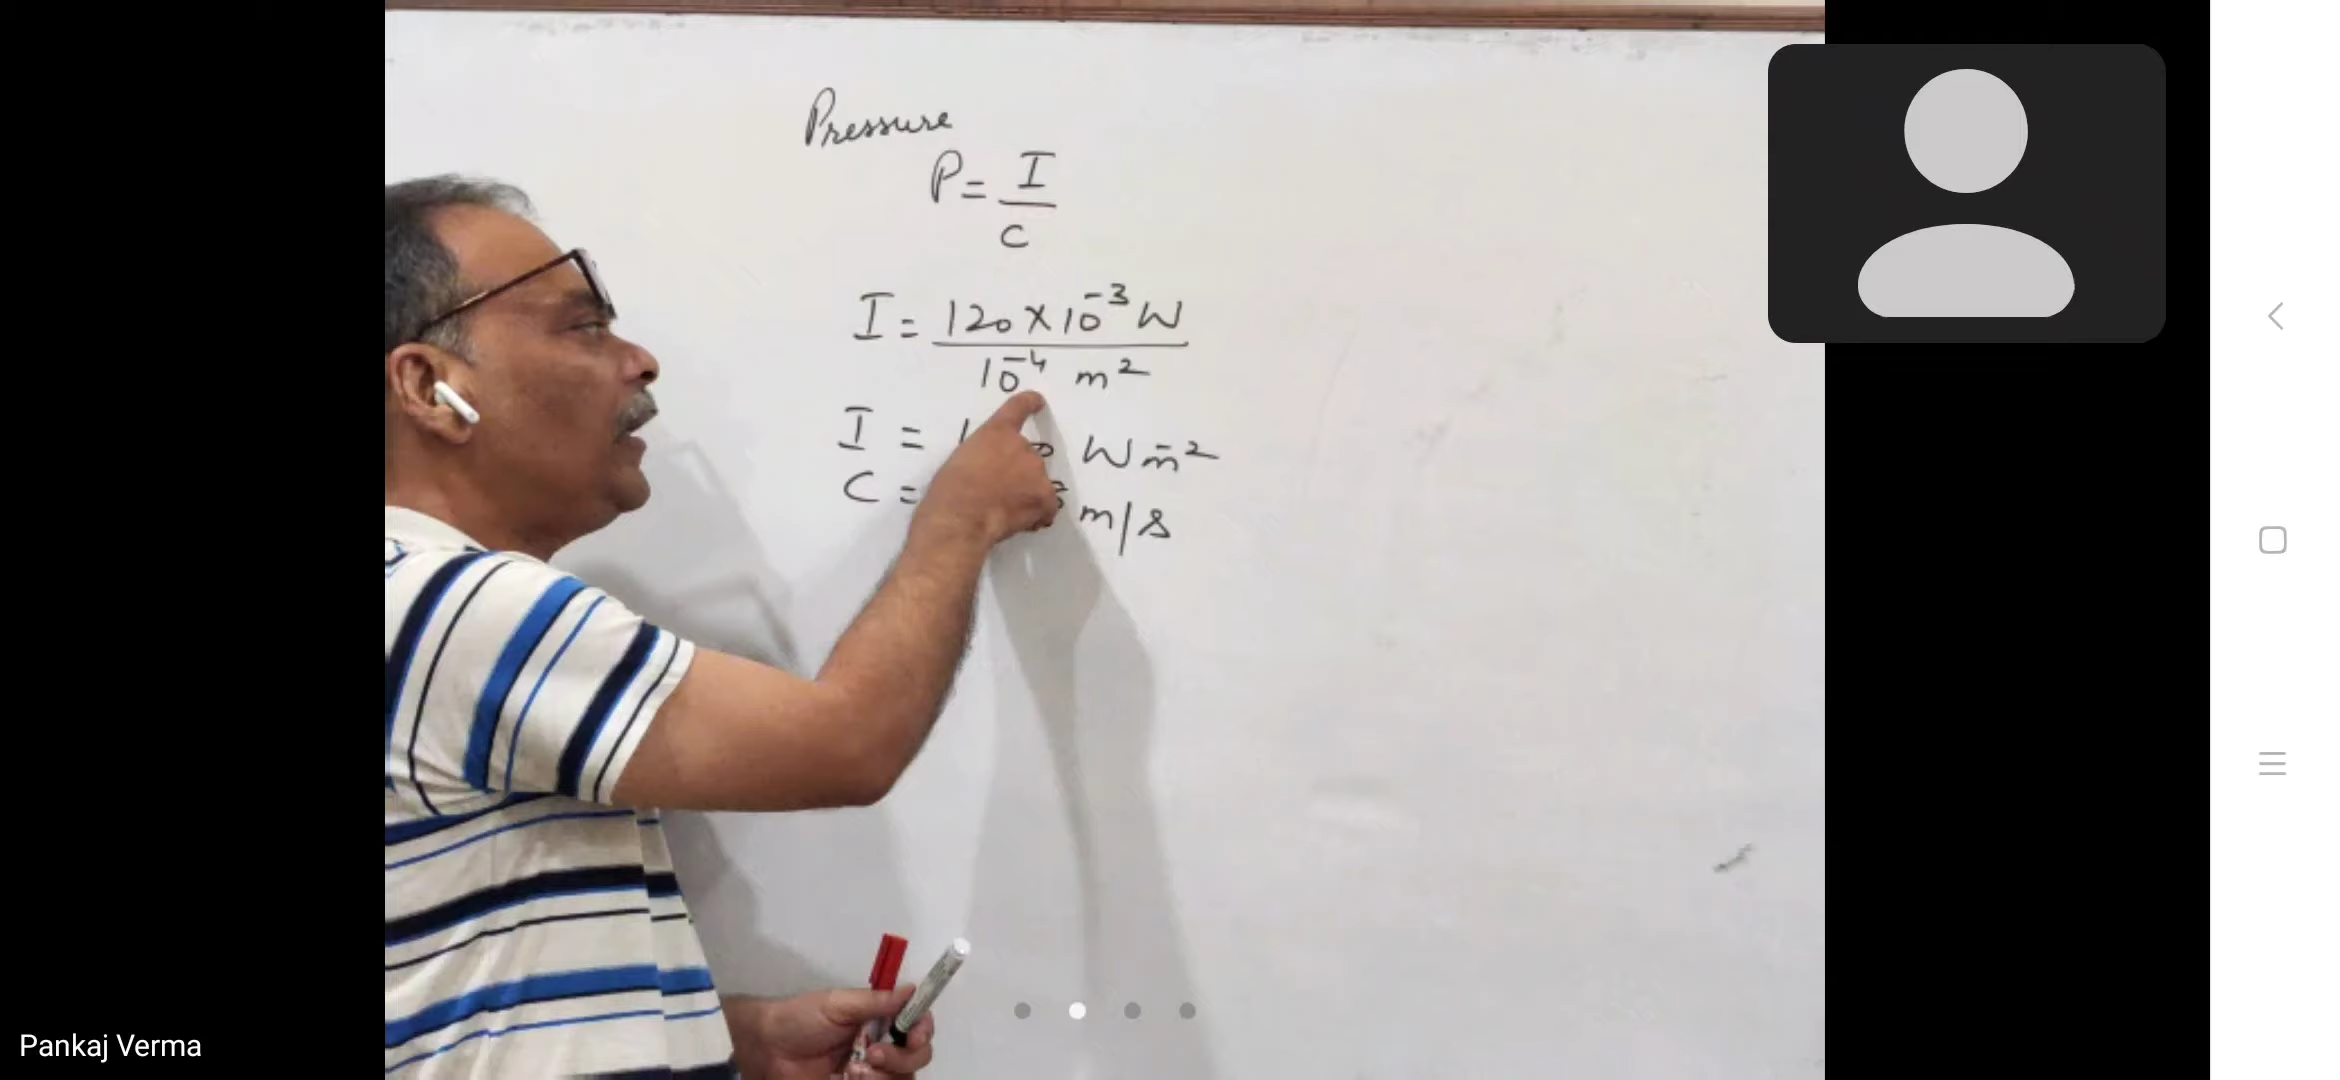 Pressure
P = I / C
I = 120 × 10⁻³ W / 10⁻⁴ m²
I = W m⁻²
C = m/s
Pankaj Verma